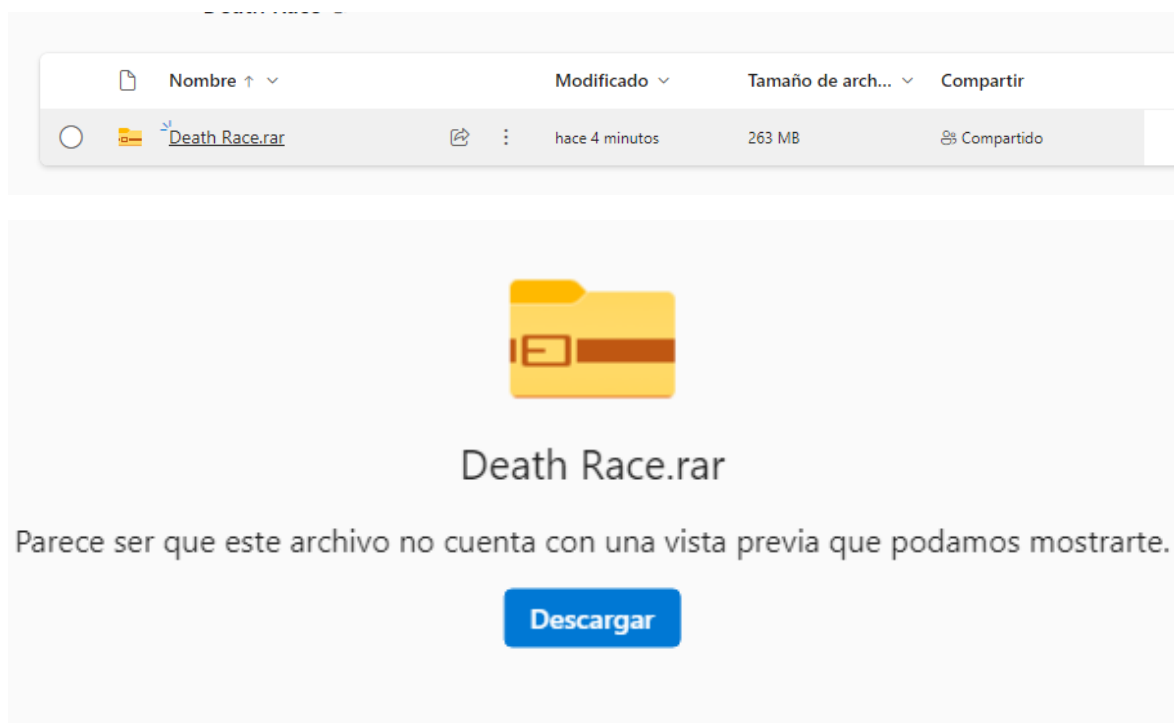 Nombre Modificado Tamaño de arch... Compartir
Death Race.rar hace 4 minutos 263 MB Compartido
Death Race.rar
Parece ser que este archivo no cuenta con una vista previa que podamos mostrarte.
Descargar